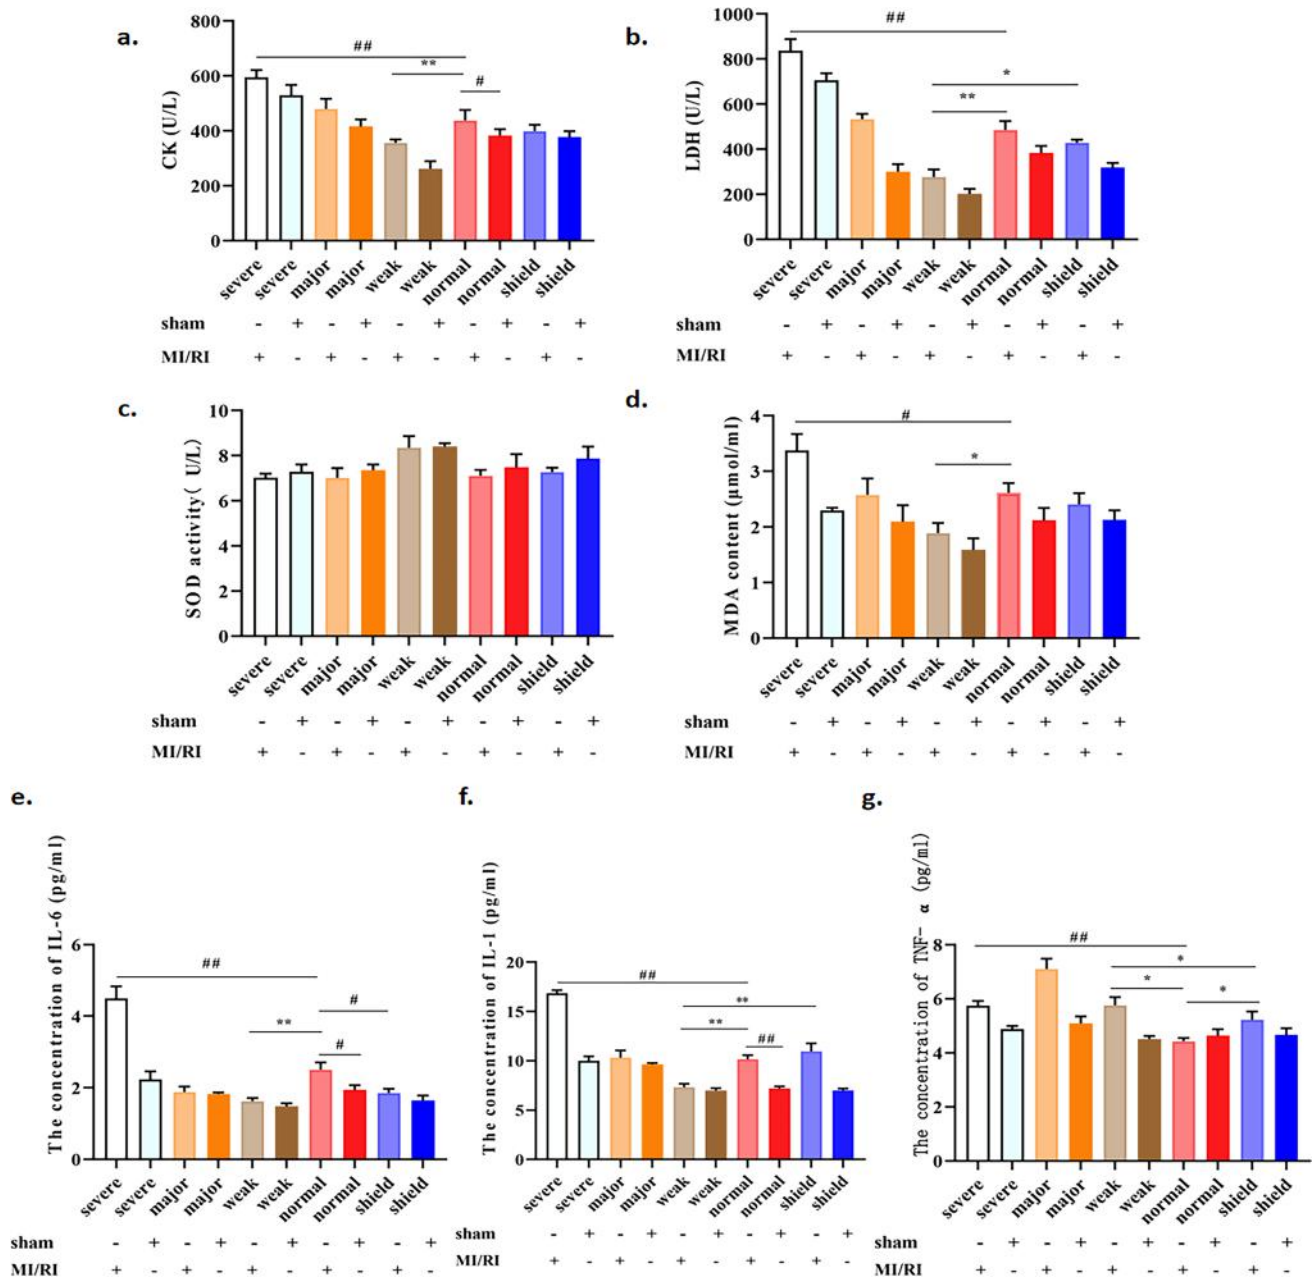 a.
CK (U/L)
800
600
400
200
0
##
**
#
severe severe major major weak weak normal normal shield shield
sham - + - + - + - + - +
MI/RI + - + - + - + - + -
b.
LDH (U/L)
1000
800
600
400
200
0
##
*
**
severe severe major major weak weak normal normal shield shield
sham - + - + - + - + - +
MI/RI + - + - + - + - + -
c.
SOD activity( U/L)
10
8
6
4
2
0
severe severe major major weak weak normal normal shield shield
sham - + - + - + - + - +
MI/RI + - + - + - + - + -
d.
MDA content (μmol/ml)
4
3
2
1
0
#
*
severe severe major major weak weak normal normal shield shield
sham - + - + - + - + - +
MI/RI + - + - + - + - + -
e.
The concentration of IL-6 (pg/ml)
6
4
2
0
##
#
**
#
severe severe major major weak weak normal normal shield shield
sham - + - + - + - + - +
MI/RI + - + - + - + - + -
f.
The concentration of IL-1 (pg/ml)
20
15
10
5
0
##
**
**
##
severe severe major major weak weak normal normal shield shield
sham - + - + - + - + - +
MI/RI + - + - + - + - + -
g.
The concentration of TNF- α (pg/ml)
8
6
4
2
0
##
*
*
*
severe severe major major weak weak normal normal shield shield
sham - + - + - + - + - +
MI/RI + - + - + - + - + -